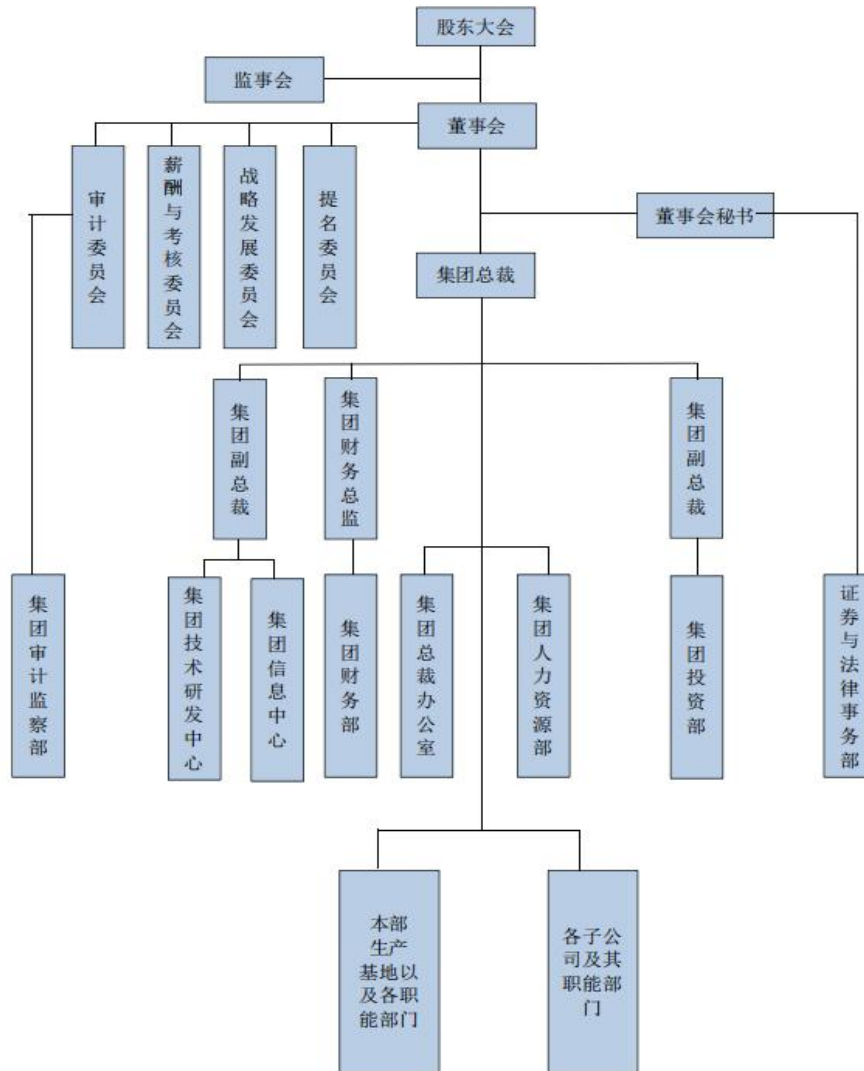 股东大会
监事会
董事会
审计委员会
薪酬与考核委员会
战略发展委员会
提名委员会
董事会秘书
集团总裁
集团副总裁
集团财务总监
集团副总裁
集团审计监察部
集团技术研发中心
集团信息中心
集团财务部
集团总裁办公室
集团人力资源部
集团投资部
证券与法律事务部
本部
生产
基地以
及各职
能部门
各子公
司及其
职能部
门